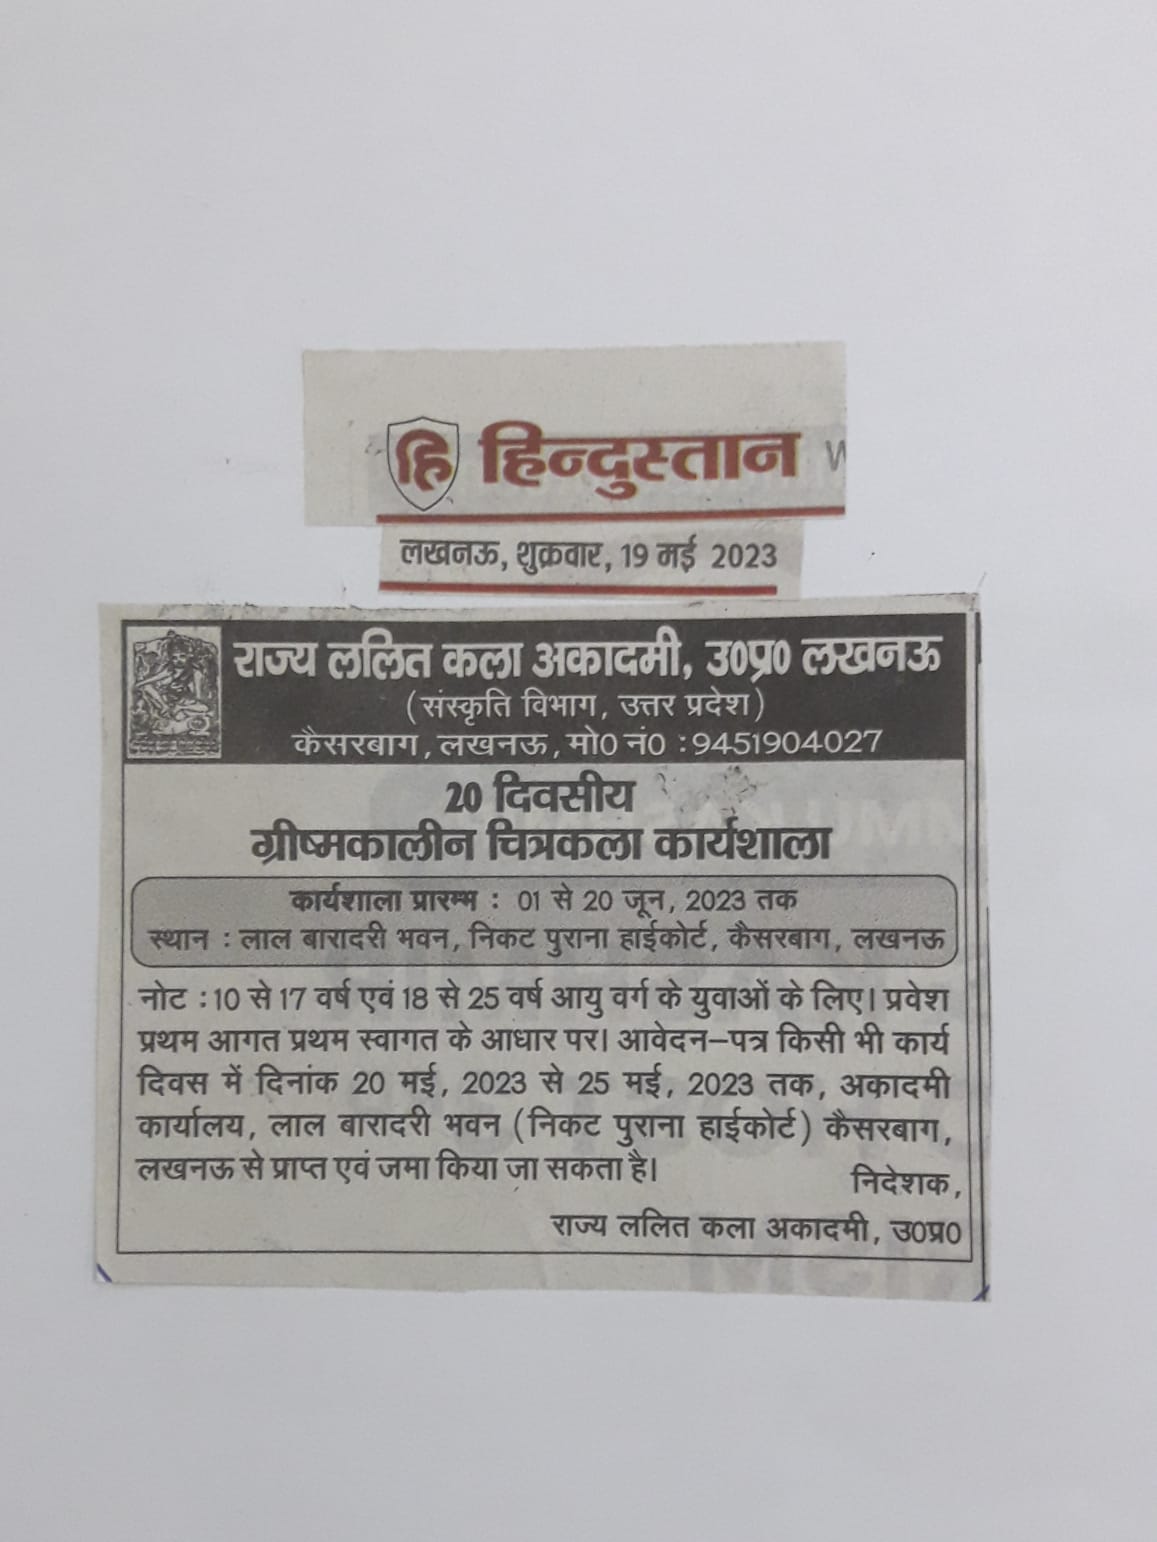 हि हिन्दुस्तान
लखनऊ, शुक्रवार, 19 मई 2023
राज्य ललित कला अकादमी, उ0प्र0 लखनऊ
(संस्कृति विभाग, उत्तर प्रदेश)
कैसरबाग, लखनऊ, मो0 नं0 : 9451904027
20 दिवसीय
ग्रीष्मकालीन चित्रकला कार्यशाला
कार्यशाला प्रारम्भ : 01 से 20 जून, 2023 तक
स्थान : लाल बारादरी भवन, निकट पुराना हाईकोर्ट, कैसरबाग, लखनऊ
नोट : 10 से 17 वर्ष एवं 18 से 25 वर्ष आयु वर्ग के युवाओं के लिए। प्रवेश
प्रथम आगत प्रथम स्वागत के आधार पर। आवेदन–पत्र किसी भी कार्य
दिवस में दिनांक 20 मई, 2023 से 25 मई, 2023 तक, अकादमी
कार्यालय, लाल बारादरी भवन (निकट पुराना हाईकोर्ट) कैसरबाग,
लखनऊ से प्राप्त एवं जमा किया जा सकता है।
निदेशक,
राज्य ललित कला अकादमी, उ0प्र0